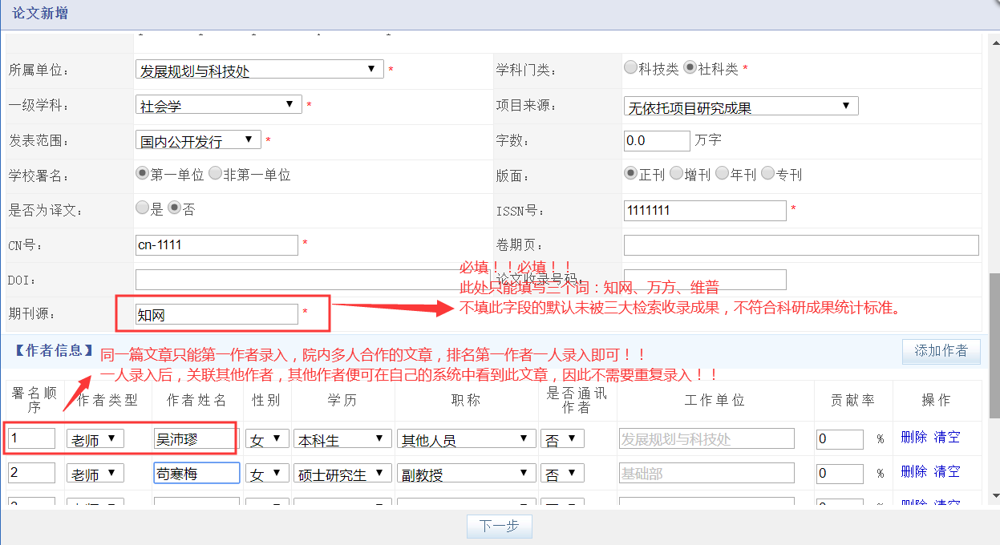 论文新增
所属单位： 发展规划与科技处 ▼ * 学科门类： 科技类 社科类 *
一级学科： 社会学 ▼ * 项目来源： 无依托项目研究成果 ▼
发表范围： 国内公开发行 ▼ * 字数： 0.0 万字
学校署名： 第一单位 非第一单位 版面： 正刊 增刊 年刊 专刊
是否为译文： 是 否 ISSN号： 1111111 *
CN号： cn-1111 * 卷期页：
必填！！必填！！
DOI： 论文收录号码：
此处只能填写三个词：知网、万方、维普
不填此字段的默认未被三大检索收录成果，不符合科研成果统计标准。
期刊源： 知网 *
【作者信息】 添加作者
同一篇文章只能第一作者录入，院内多人合作的文章，排名第一作者一人录入即可！！
一人录入后，关联其他作者，其他作者便可在自己的系统中看到此文章，因此不需要重复录入！！
署名顺序 作者类型 作者姓名 性别 学历 职称 是否通讯作者 工作单位 贡献率 操作
1 老师 ▼ 吴沛璆 女 ▼ 本科生 ▼ 其他人员 ▼ 否 ▼ 发展规划与科技处 0 % 删除 清空
2 老师 ▼ 苟寒梅 女 ▼ 硕士研究生 ▼ 副教授 ▼ 否 ▼ 基础部 0 % 删除 清空
下一步